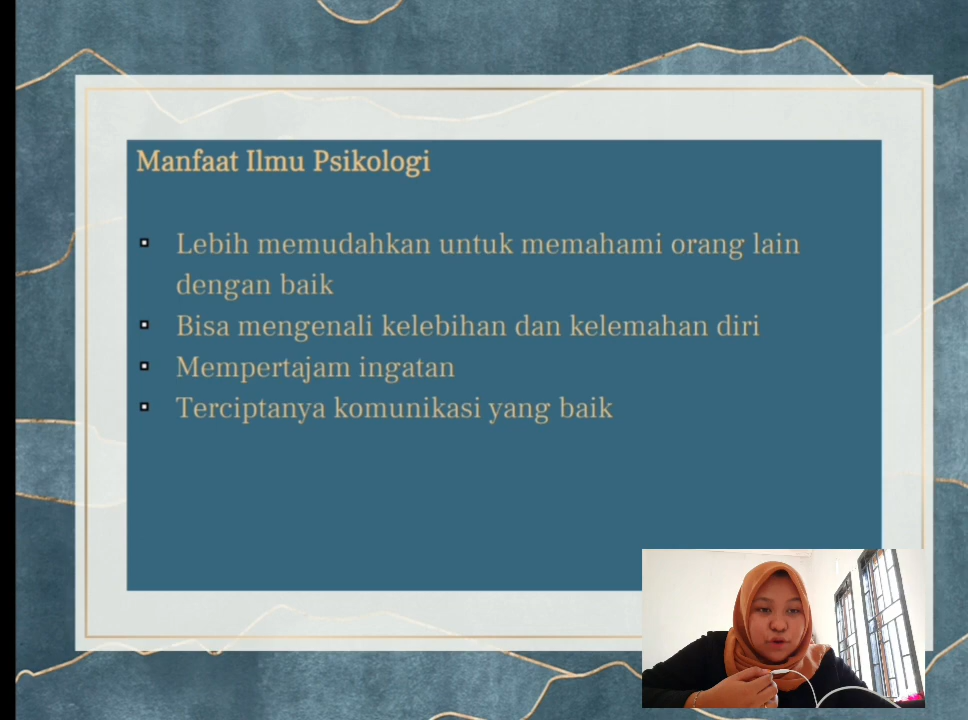 Manfaat Ilmu Psikologi
Lebih memudahkan untuk memahami orang lain
dengan baik
Bisa mengenali kelebihan dan kelemahan diri
Mempertajam ingatan
Terciptanya komunikasi yang baik